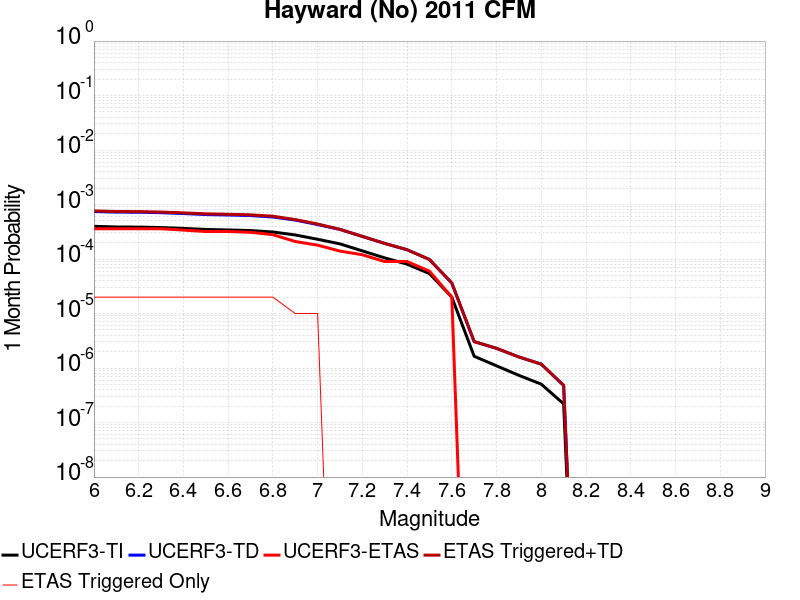 Hayward (No) 2011 CFM
10^0
10^-1
10^-2
10^-3
10^-4
10^-5
10^-6
10^-7
10^-8
1 Month Probability
6 6.2 6.4 6.6 6.8 7 7.2 7.4 7.6 7.8 8 8.2 8.4 8.6 8.8 9
Magnitude
UCERF3-TI UCERF3-TD UCERF3-ETAS ETAS Triggered+TD
ETAS Triggered Only